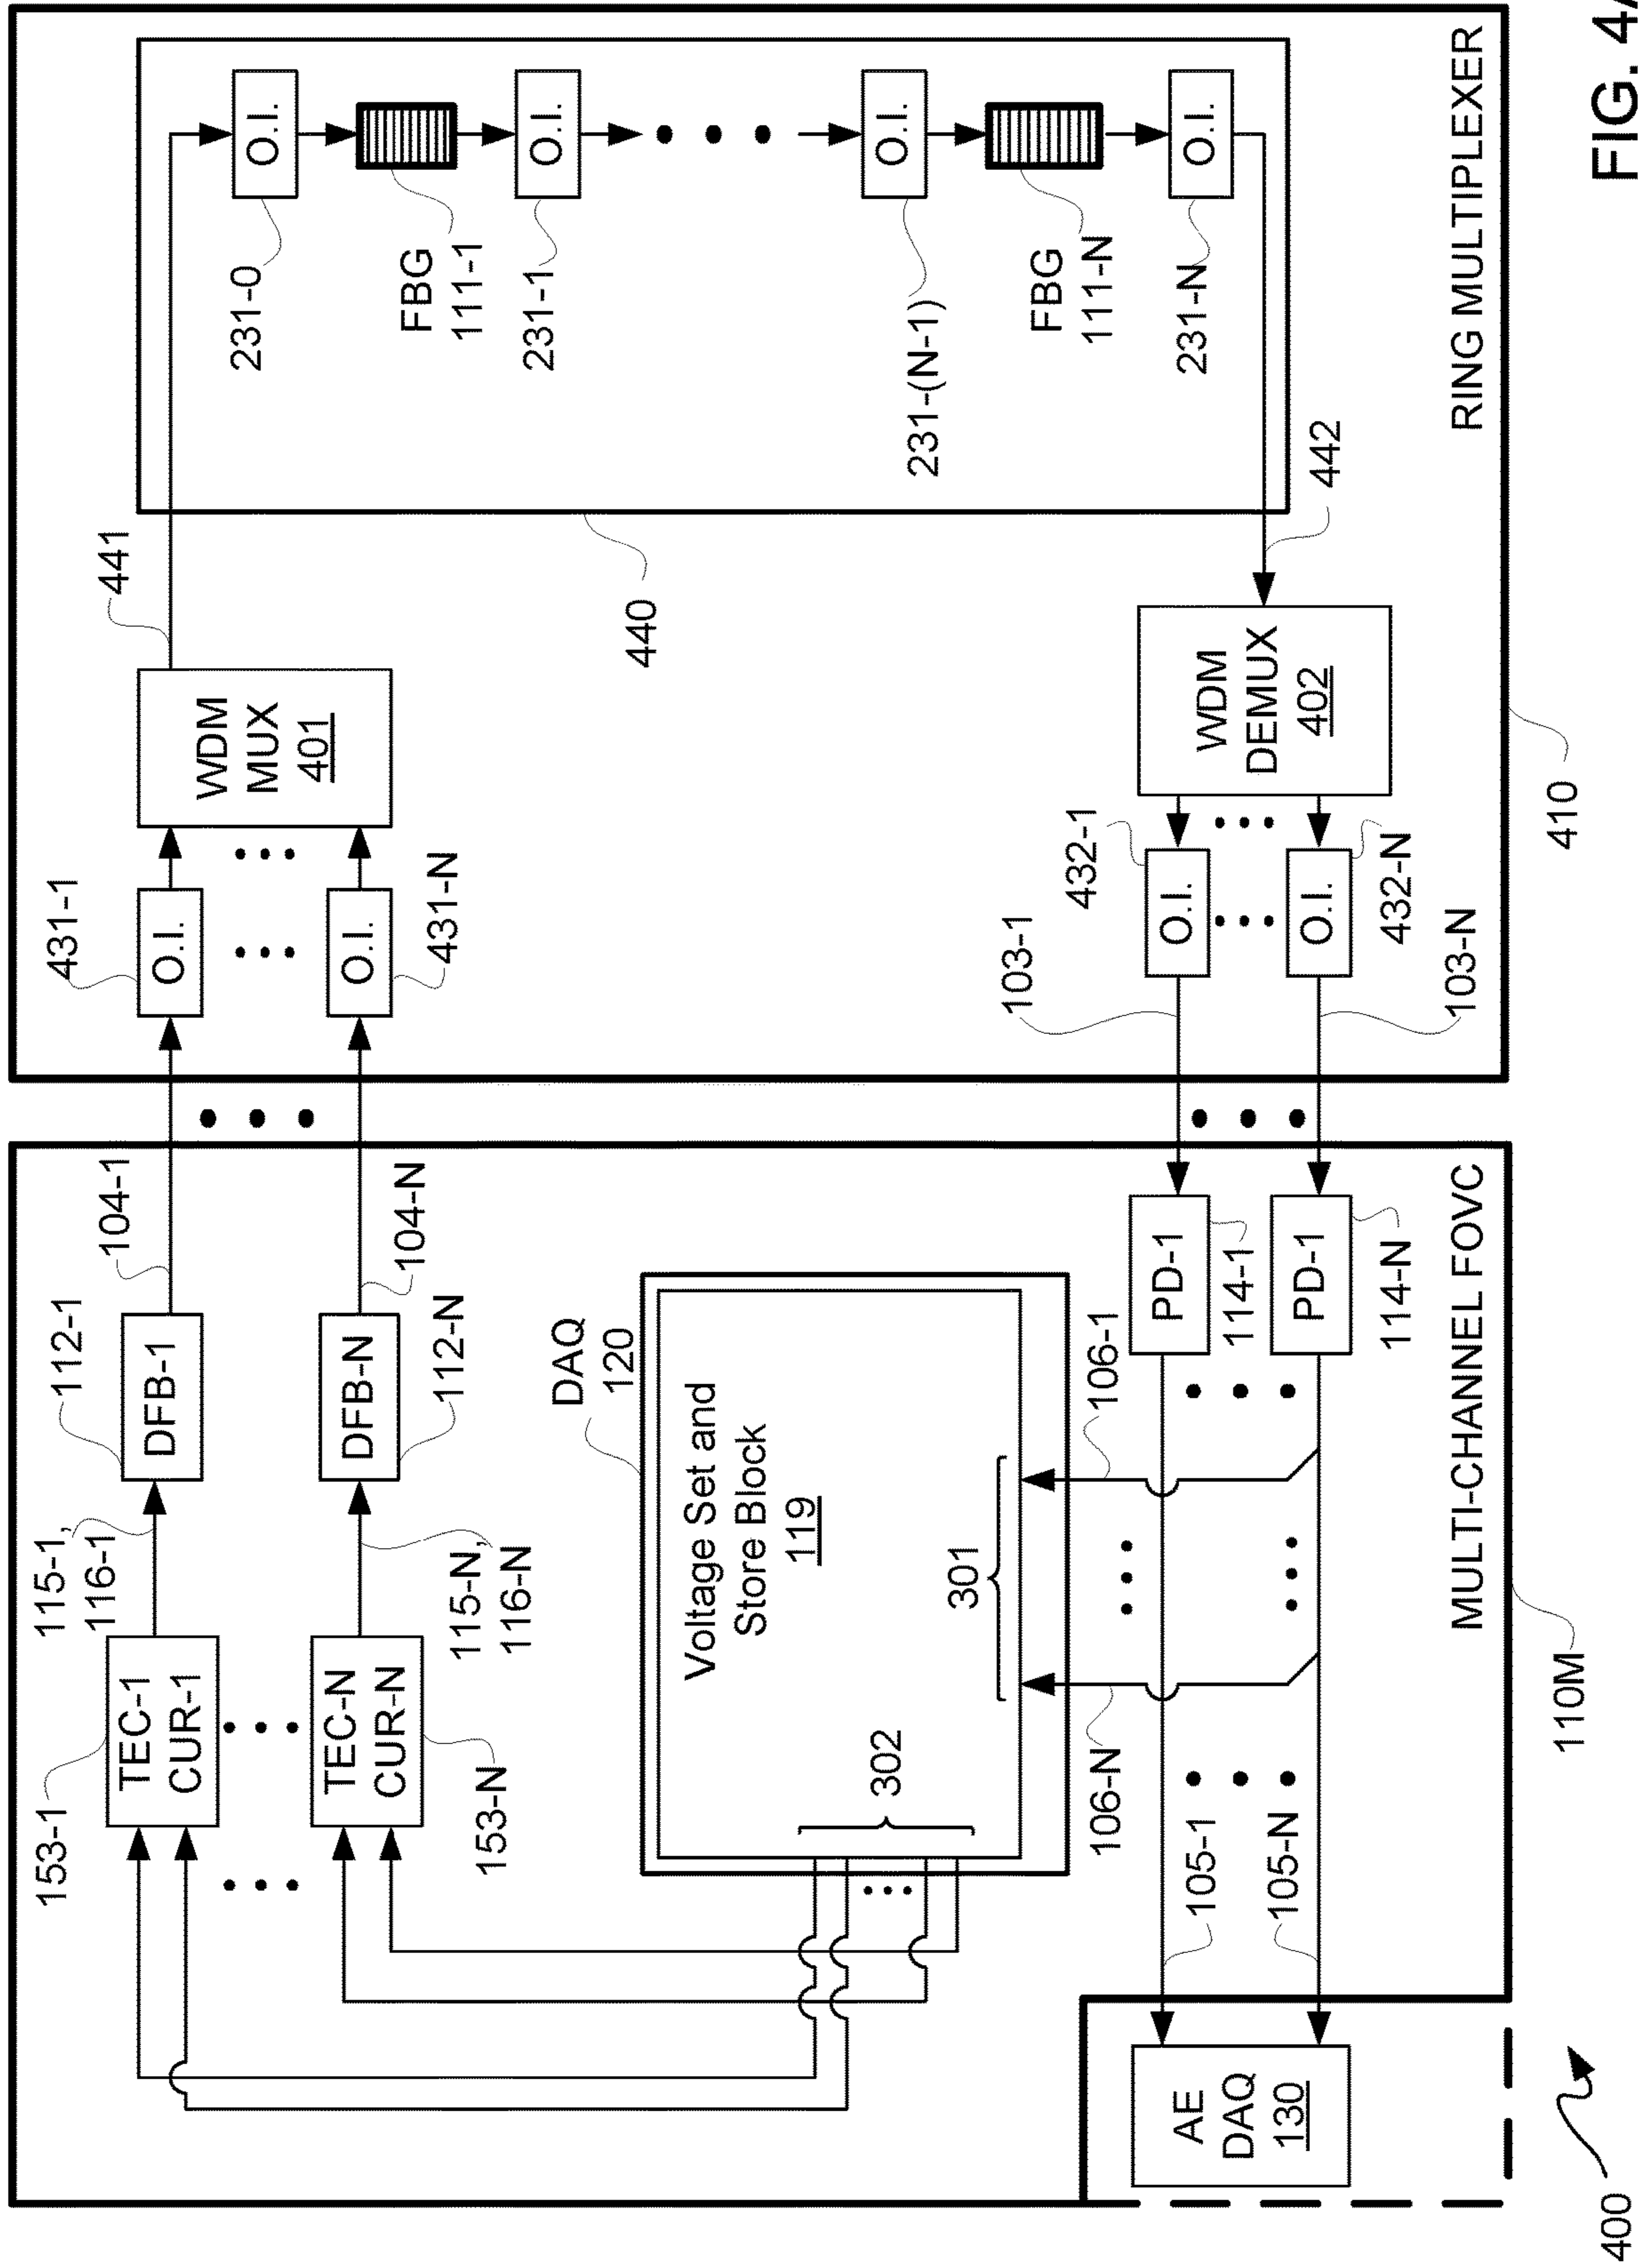 153-1
TEC-1
CUR-1
115-1,
116-1
112-1
DFB-1
104-1
431-1
O.I.
WDM
MUX
401
441
O.I.
231-0
TEC-N
CUR-N
153-N
115-N,
116-N
DFB-N
112-N
104-N
O.I.
431-N
FBG
111-1
O.I.
231-1
440
DAQ
120
Voltage Set and
Store Block
119
302
301
O.I.
231-(N-1)
FBG
111-N
O.I.
231-N
442
106-N
106-1
105-1
105-N
AE
DAQ
130
PD-1
114-1
PD-1
114-N
103-1
103-N
432-1
O.I.
O.I.
432-N
WDM
DEMUX
402
MULTI-CHANNEL FOVC
110M
RING MULTIPLEXER
410
400
FIG. 4A